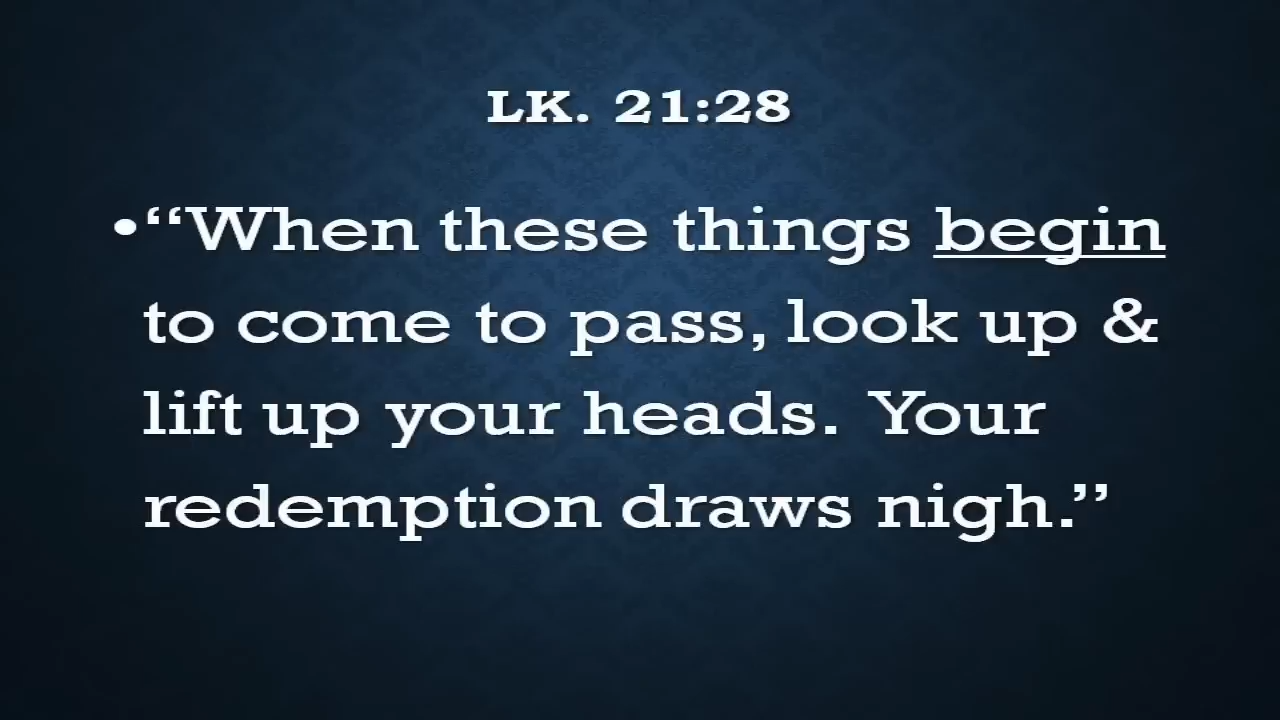 LK. 21:28
•“When these things begin
to come to pass, look up &
lift up your heads. Your
redemption draws nigh.”